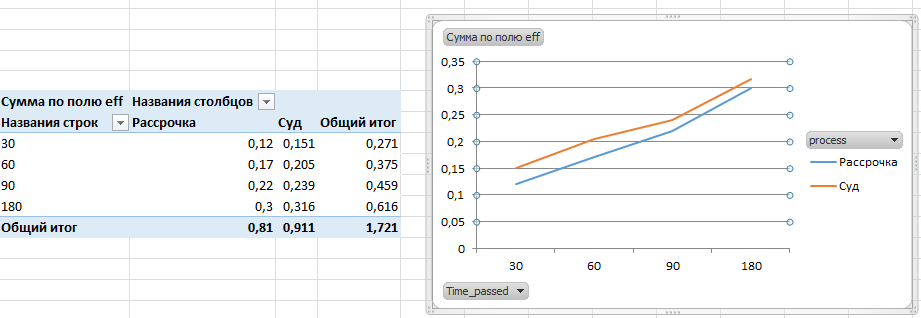 Сумма по полю eff Названия столбцов
Названия строк Рассрочка Суд Общий итог
30 0,12 0,151 0,271
60 0,17 0,205 0,375
90 0,22 0,239 0,459
180 0,3 0,316 0,616
Общий итог 0,81 0,911 1,721
Сумма по полю eff
0,35
0,3
0,25
0,2
0,15
0,1
0,05
0
30 60 90 180
Time_passed
process
Рассрочка
Суд